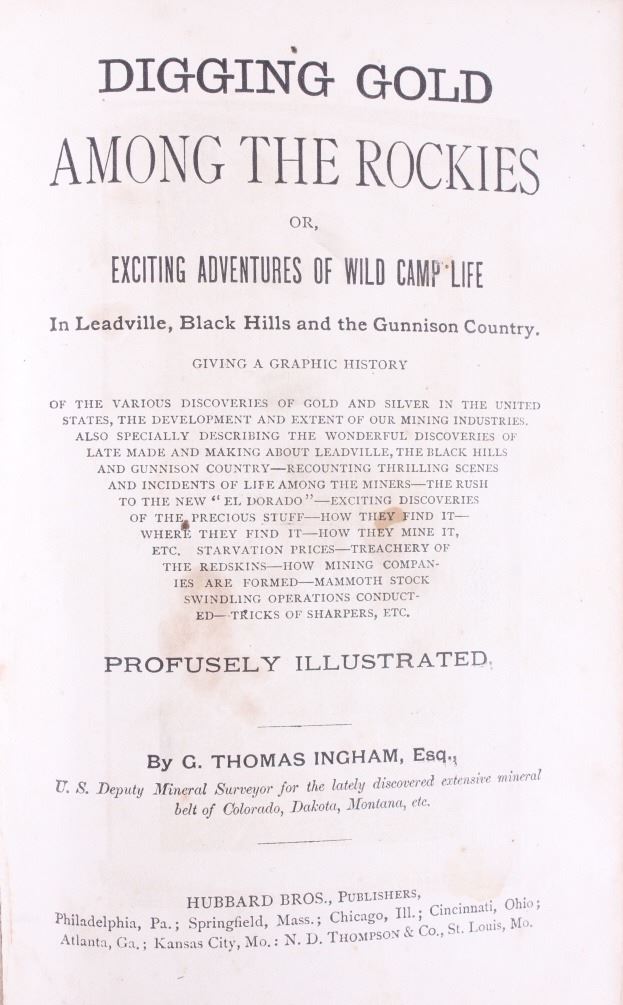 DIGGING GOLD
AMONG THE ROCKIES
OR,
EXCITING ADVENTURES OF WILD CAMP LIFE
In Leadville, Black Hills and the Gunnison Country.
GIVING A GRAPHIC HISTORY
OF THE VARIOUS DISCOVERIES OF GOLD AND SILVER IN THE UNITED
STATES, THE DEVELOPMENT AND EXTENT OF OUR MINING INDUSTRIES.
ALSO SPECIALLY DESCRIBING THE WONDERFUL DISCOVERIES OF
LATE MADE AND MAKING ABOUT LEADVILLE, THE BLACK HILLS
AND GUNNISON COUNTRY—RECOUNTING THRILLING SCENES
AND INCIDENTS OF LIFE AMONG THE MINERS—THE RUSH
TO THE NEW “EL DORADO”—EXCITING DISCOVERIES
OF THE PRECIOUS STUFF—HOW THEY FIND IT—
WHERE THEY FIND IT—HOW THEY MINE IT,
ETC. STARVATION PRICES—TREACHERY OF
THE REDSKINS—HOW MINING COMPAN-
IES ARE FORMED—MAMMOTH STOCK
SWINDLING OPERATIONS CONDUCT-
ED—TRICKS OF SHARPERS, ETC.
PROFUSELY ILLUSTRATED.
By G. THOMAS INGHAM, Esq.,
U. S. Deputy Mineral Surveyor for the lately discovered extensive mineral
belt of Colorado, Dakota, Montana, etc.
HUBBARD BROS., PUBLISHERS,
Philadelphia, Pa.; Springfield, Mass.; Chicago, Ill.; Cincinnati, Ohio;
Atlanta, Ga.; Kansas City, Mo.: N. D. THOMPSON & Co., St. Louis, Mo.